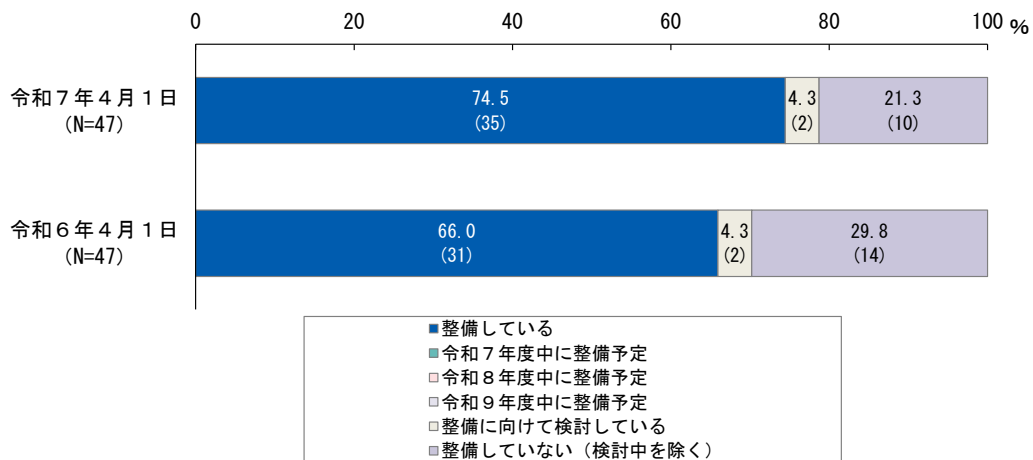 0 20 40 60 80 100 %
令和７年４月１日
(N=47)
74.5
(35)
4.3
(2)
21.3
(10)
令和６年４月１日
(N=47)
66.0
(31)
4.3
(2)
29.8
(14)
整備している
令和７年度中に整備予定
令和８年度中に整備予定
令和９年度中に整備予定
整備に向けて検討している
整備していない（検討中を除く）